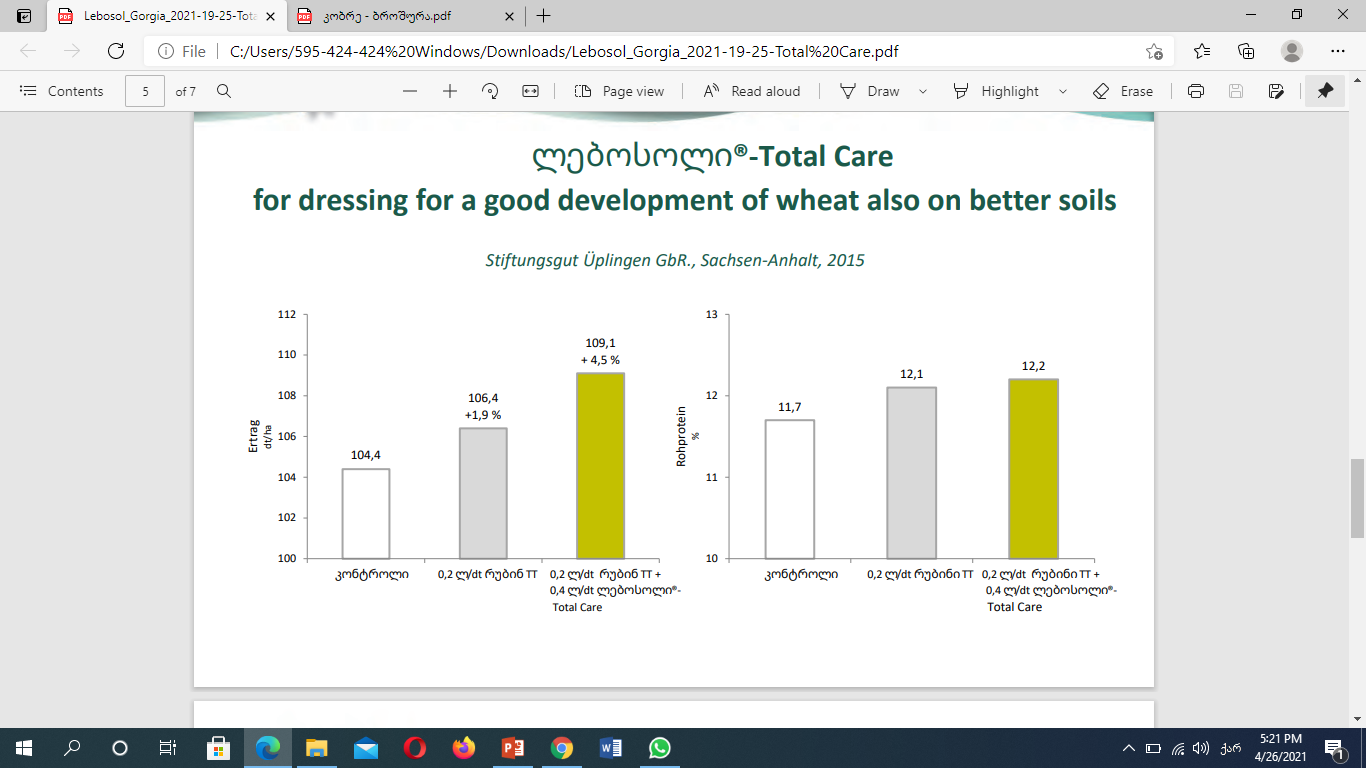 Lebosol_Gorgia_2021-19-25-Tota
კობრე - ბროშურა.pdf
File
C:/Users/595-424-424%20Windows/Downloads/Lebosol_Gorgia_2021-19-25-Total%20Care.pdf
Contents
5
of 7
Page view
Read aloud
Draw
Highlight
Erase
ლებოსოლი®-Total Care
for dressing for a good development of wheat also on better soils
Stiftungsgut Üplingen GbR., Sachsen-Anhalt, 2015
Ertrag
dt/ha
112
110
108
106
104
102
100
104,4
106,4
+1,9 %
109,1
+ 4,5 %
კონტროლი
0,2 ლ/dt რუბინ TT
0,2 ლ/dt რუბინ TT +
0,4 ლ/dt ლებოსოლი®-
Total Care
Rohprotein
%
13
12
11
10
11,7
12,1
12,2
კონტროლი
0,2 ლ/dt რუბინი TT
0,2 ლ/dt რუბინი TT +
0,4 ლ/dt ლებოსოლი®-
Total Care
ქარ
5:21 PM
4/26/2021
1